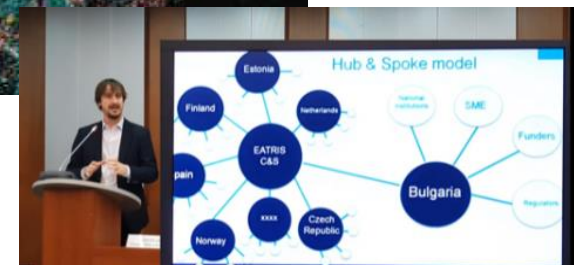 Hub & Spoke model
Estonia
Finland
Netherlands
National
institutions
SME
Funders
EATRIS
C&S
pain
Bulgaria
Regulators
xxxx
Czech
Republic
Norway